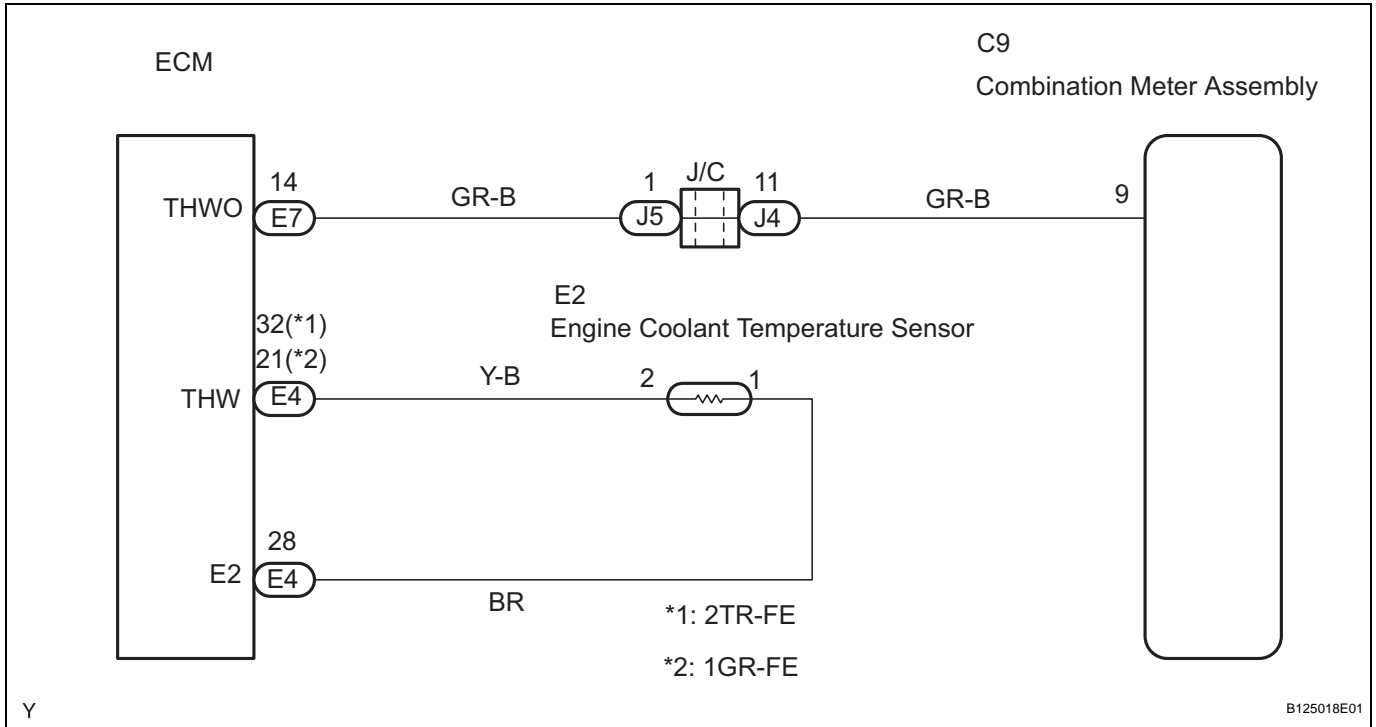 ECM
C9
Combination Meter Assembly
THWO
14
E7
GR-B
1
J5
J/C
11
J4
GR-B
9
E2
Engine Coolant Temperature Sensor
32(*1)
21(*2)
THW
E4
Y-B
2
1
28
E2
E4
BR
*1: 2TR-FE
*2: 1GR-FE
Y
B125018E01